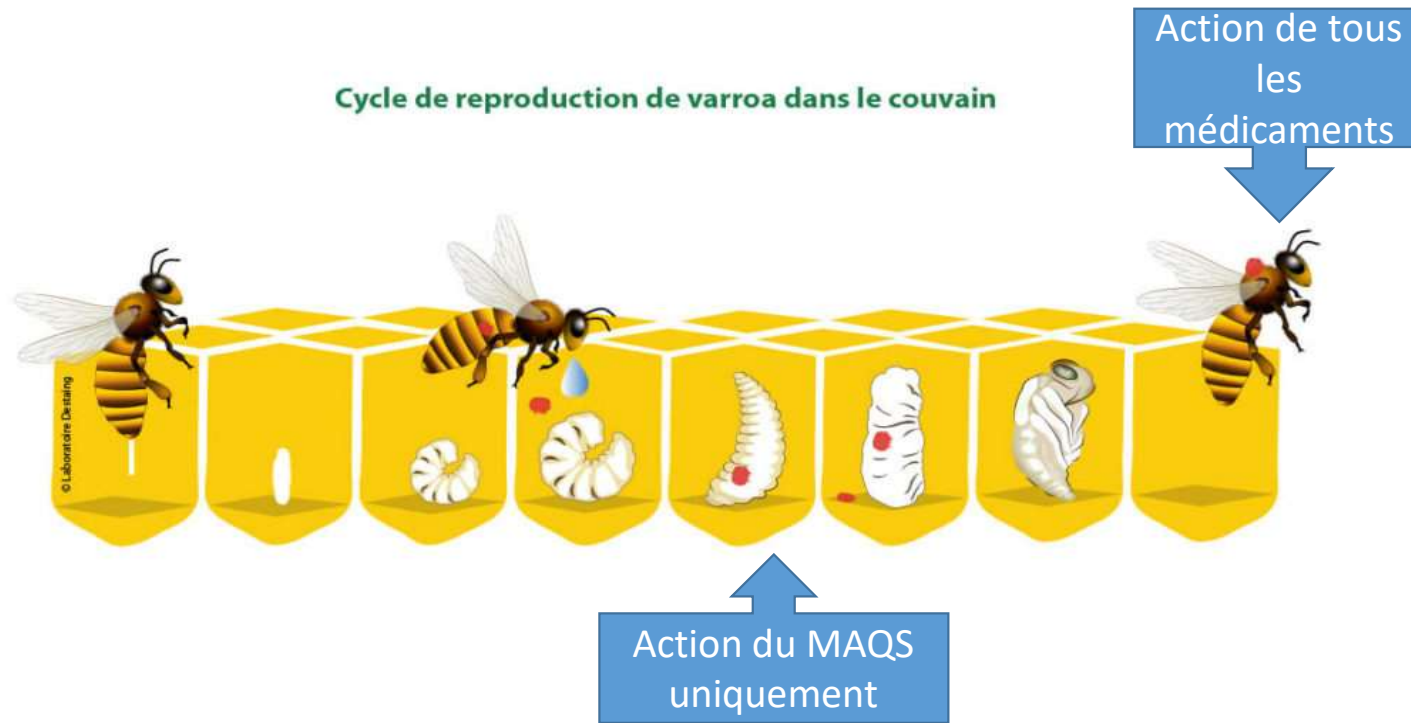 Action de tous
les
médicaments
Cycle de reproduction de varroa dans le couvain
© Laboratoire Destaing
Action du MAQS
uniquement